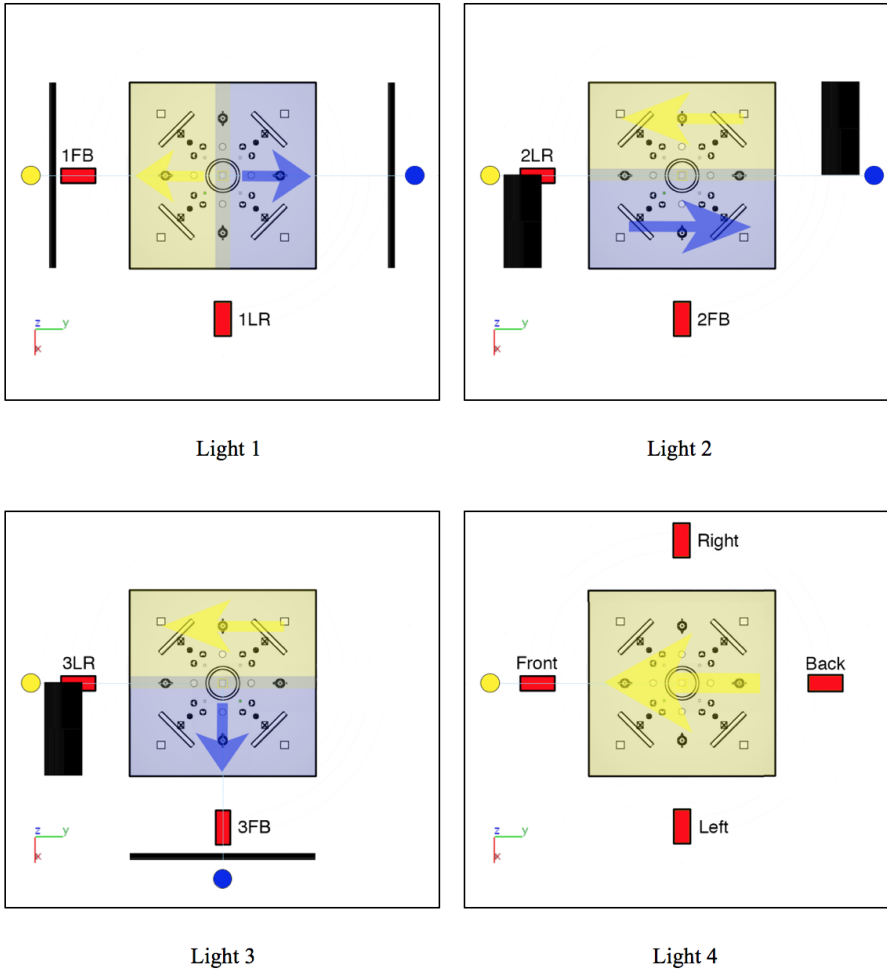 1FB
1LR
z y
x
Light 1
2LR
2FB
z y
x
Light 2
3LR
3FB
z y
x
Light 3
Right
Front Back
Left
z y
x
Light 4